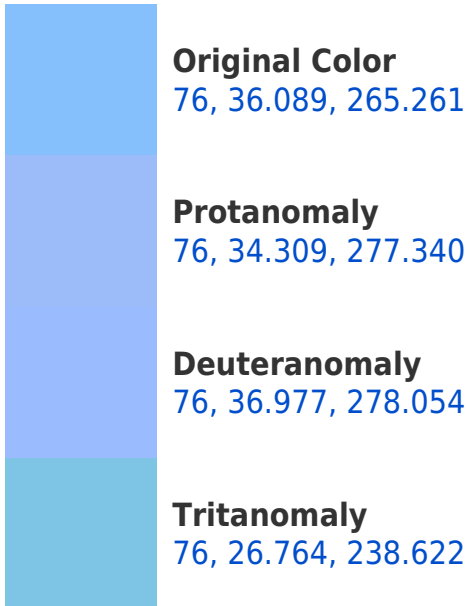 Original Color
76, 36.089, 265.261
Protanomaly
76, 34.309, 277.340
Deuteranomaly
76, 36.977, 278.054
Tritanomaly
76, 26.764, 238.622